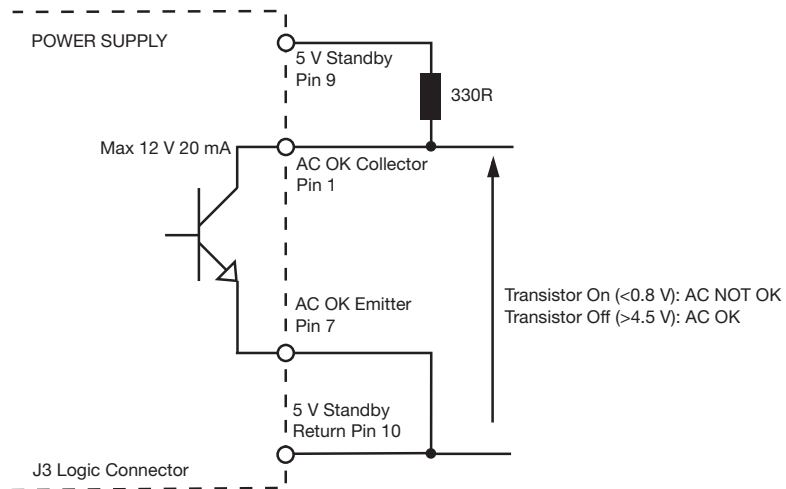 POWER SUPPLY
5 V Standby
Pin 9
330R
Max 12 V 20 mA
AC OK Collector
Pin 1
Transistor On (<0.8 V): AC NOT OK
Transistor Off (>4.5 V): AC OK
AC OK Emitter
Pin 7
5 V Standby
Return Pin 10
J3 Logic Connector